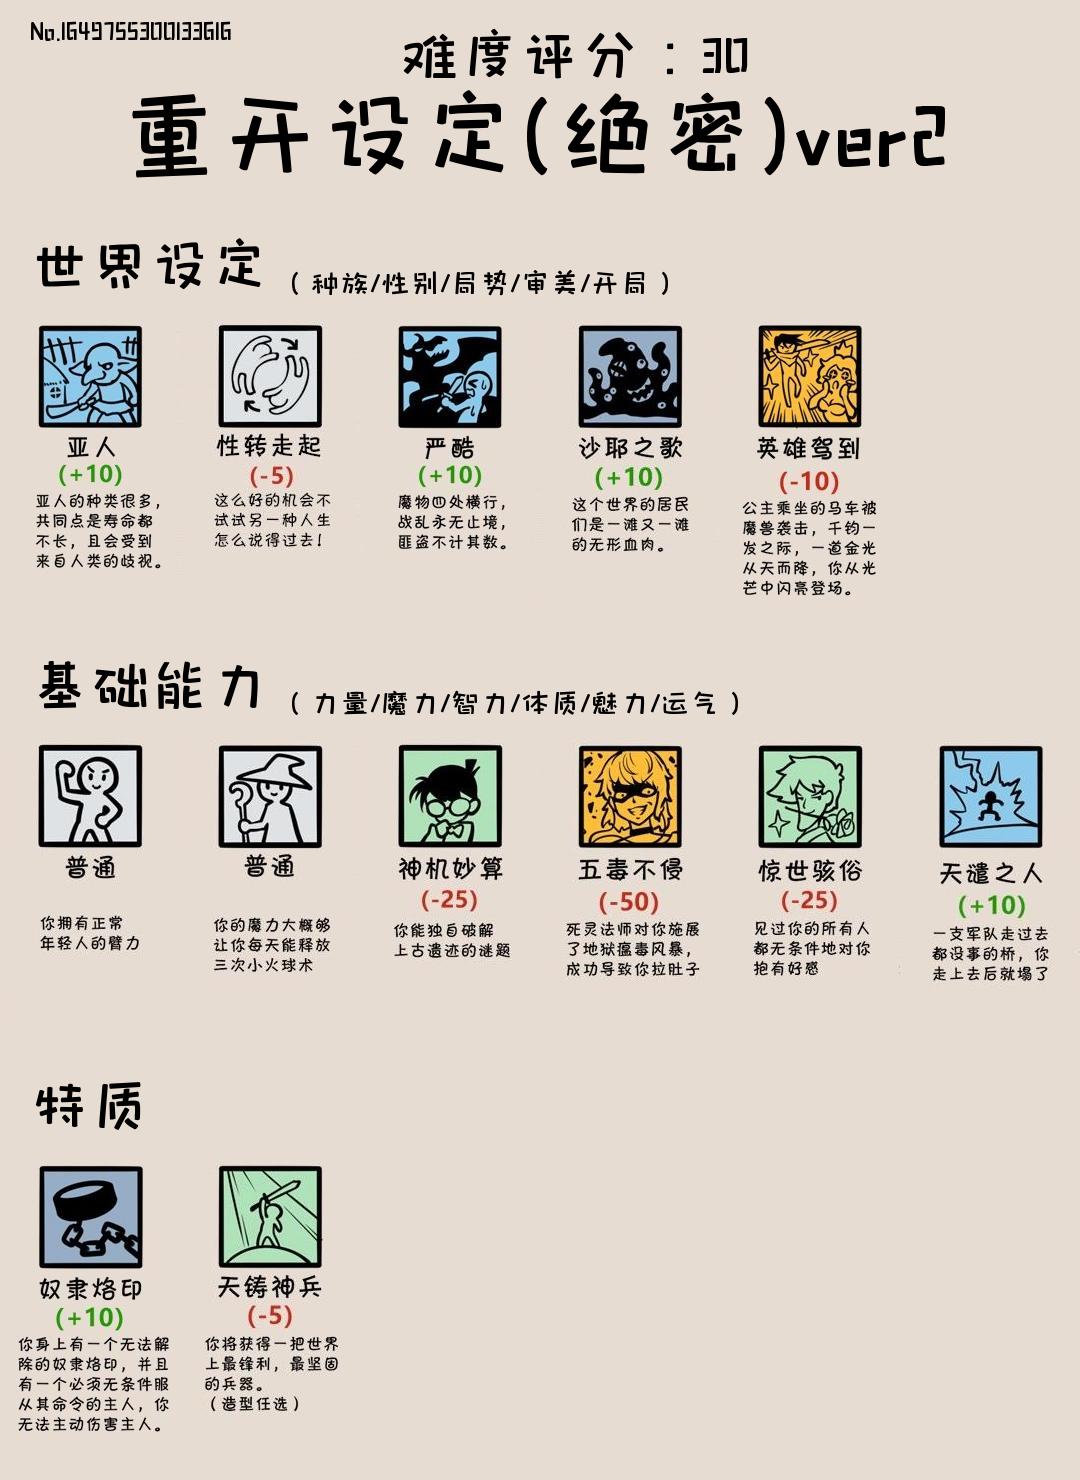 No.1649755300133616
难度评分：30
重开设定(绝密)ver2
世界设定（种族/性别/局势/审美/开局）
亚人
(+10)
亚人的种类很多，
共同点是寿命都
不长，且会受到
来自人类的歧视。
性转走起
(-5)
这么好的机会不
试试另一种人生
怎么说得过去！
严酷
(+10)
魔物四处横行，
战乱永无止境，
匪盗不计其数。
沙耶之歌
(+10)
这个世界的居民
们是一滩又一滩
的无形血肉。
英雄驾到
(-10)
公主乘坐的马车被
魔兽袭击，千钧一
发之际，一道金光
从天而降，你从光
芒中闪亮登场。
基础能力（力量/魔力/智力/体质/魅力/运气）
普通
你拥有正常
年轻人的臂力
普通
你的魔力大概够
让你每天能释放
三次小火球术
神机妙算
(-25)
你能独自破解
上古遗迹的谜题
五毒不侵
(-50)
死灵法师对你施展
了地狱瘟毒风暴，
成功导致你拉肚子
惊世骇俗
(-25)
见过你的所有人
都无条件地对你
抱有好感
天谴之人
(+10)
一支军队走过去
都没事的桥，你
走上去后就塌了
特质
奴隶烙印
(+10)
你身上有一个无法解
除的奴隶烙印，并且
有一个必须无条件服
从其命令的主人，你
无法主动伤害主人。
天铸神兵
(-5)
你将获得一把世界
上最锋利，最坚固
的兵器。
（造型任选）